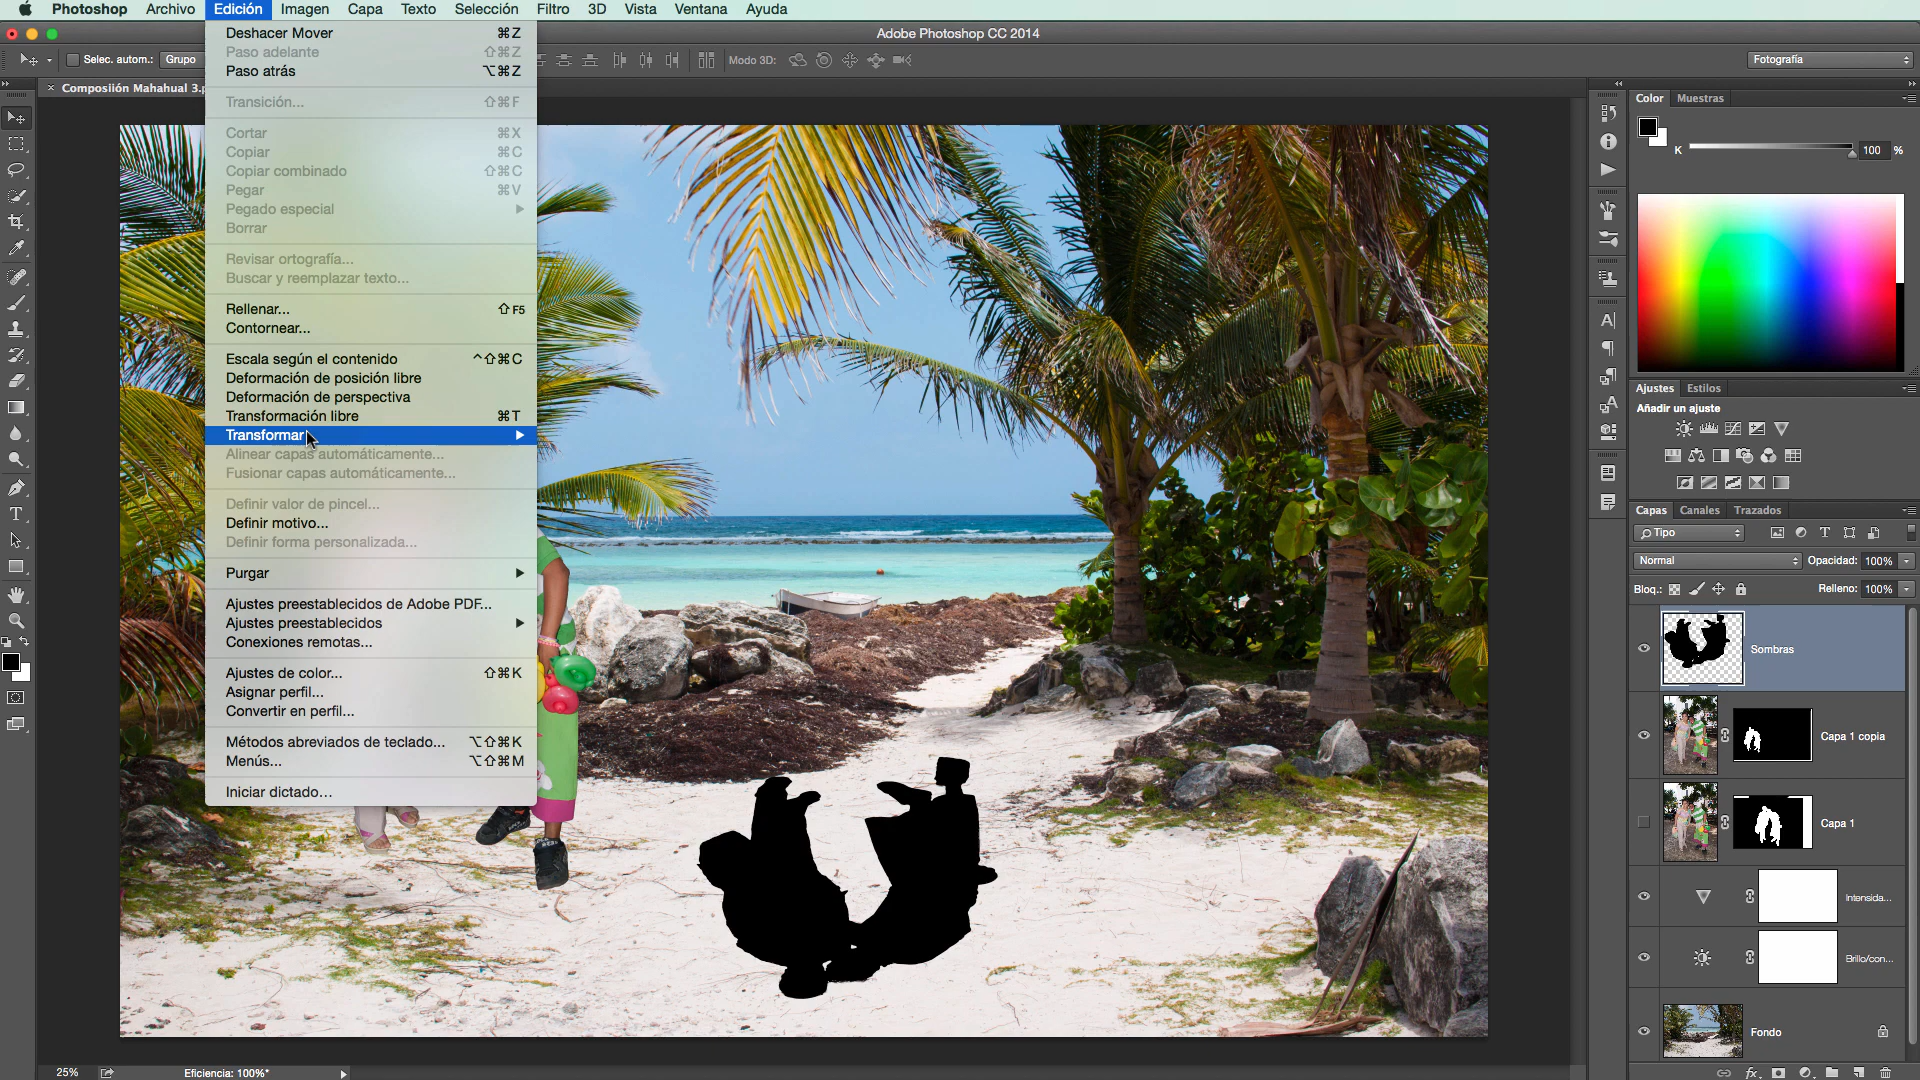 Photoshop Archivo Edición Imagen Capa Texto Selección Filtro 3D Vista Ventana Ayuda
Adobe Photoshop CC 2014
Selec. autom.: Grupo Modo 3D: Fotografía
× Composiión Mahahual 3.p
Deshacer Mover ⌘Z
Paso adelante ⇧⌘Z
Paso atrás ⌥⌘Z
Transición... ⇧⌘F
Cortar ⌘X
Copiar ⌘C
Copiar combinado ⇧⌘C
Pegar ⌘V
Pegado especial
Borrar
Revisar ortografía...
Buscar y reemplazar texto...
Rellenar... ⇧F5
Contornear...
Escala según el contenido ^⇧⌘C
Deformación de posición libre
Deformación de perspectiva
Transformación libre ⌘T
Transformar
Alinear capas automáticamente...
Fusionar capas automáticamente...
Definir valor de pincel...
Definir motivo...
Definir forma personalizada...
Purgar
Ajustes preestablecidos de Adobe PDF...
Ajustes preestablecidos
Conexiones remotas...
Ajustes de color... ⇧⌘K
Asignar perfil...
Convertir en perfil...
Métodos abreviados de teclado... ⌥⇧⌘K
Menús... ⌥⇧⌘M
Iniciar dictado...
Color Muestras
K 100 %
Ajustes Estilos
Añadir un ajuste
Capas Canales Trazados
Tipo
Normal Opacidad: 100%
Bloq.: Relleno: 100%
Sombras
Capa 1 copia
Capa 1
Intensida...
Brillo/con...
Fondo
25% Eficiencia: 100%*